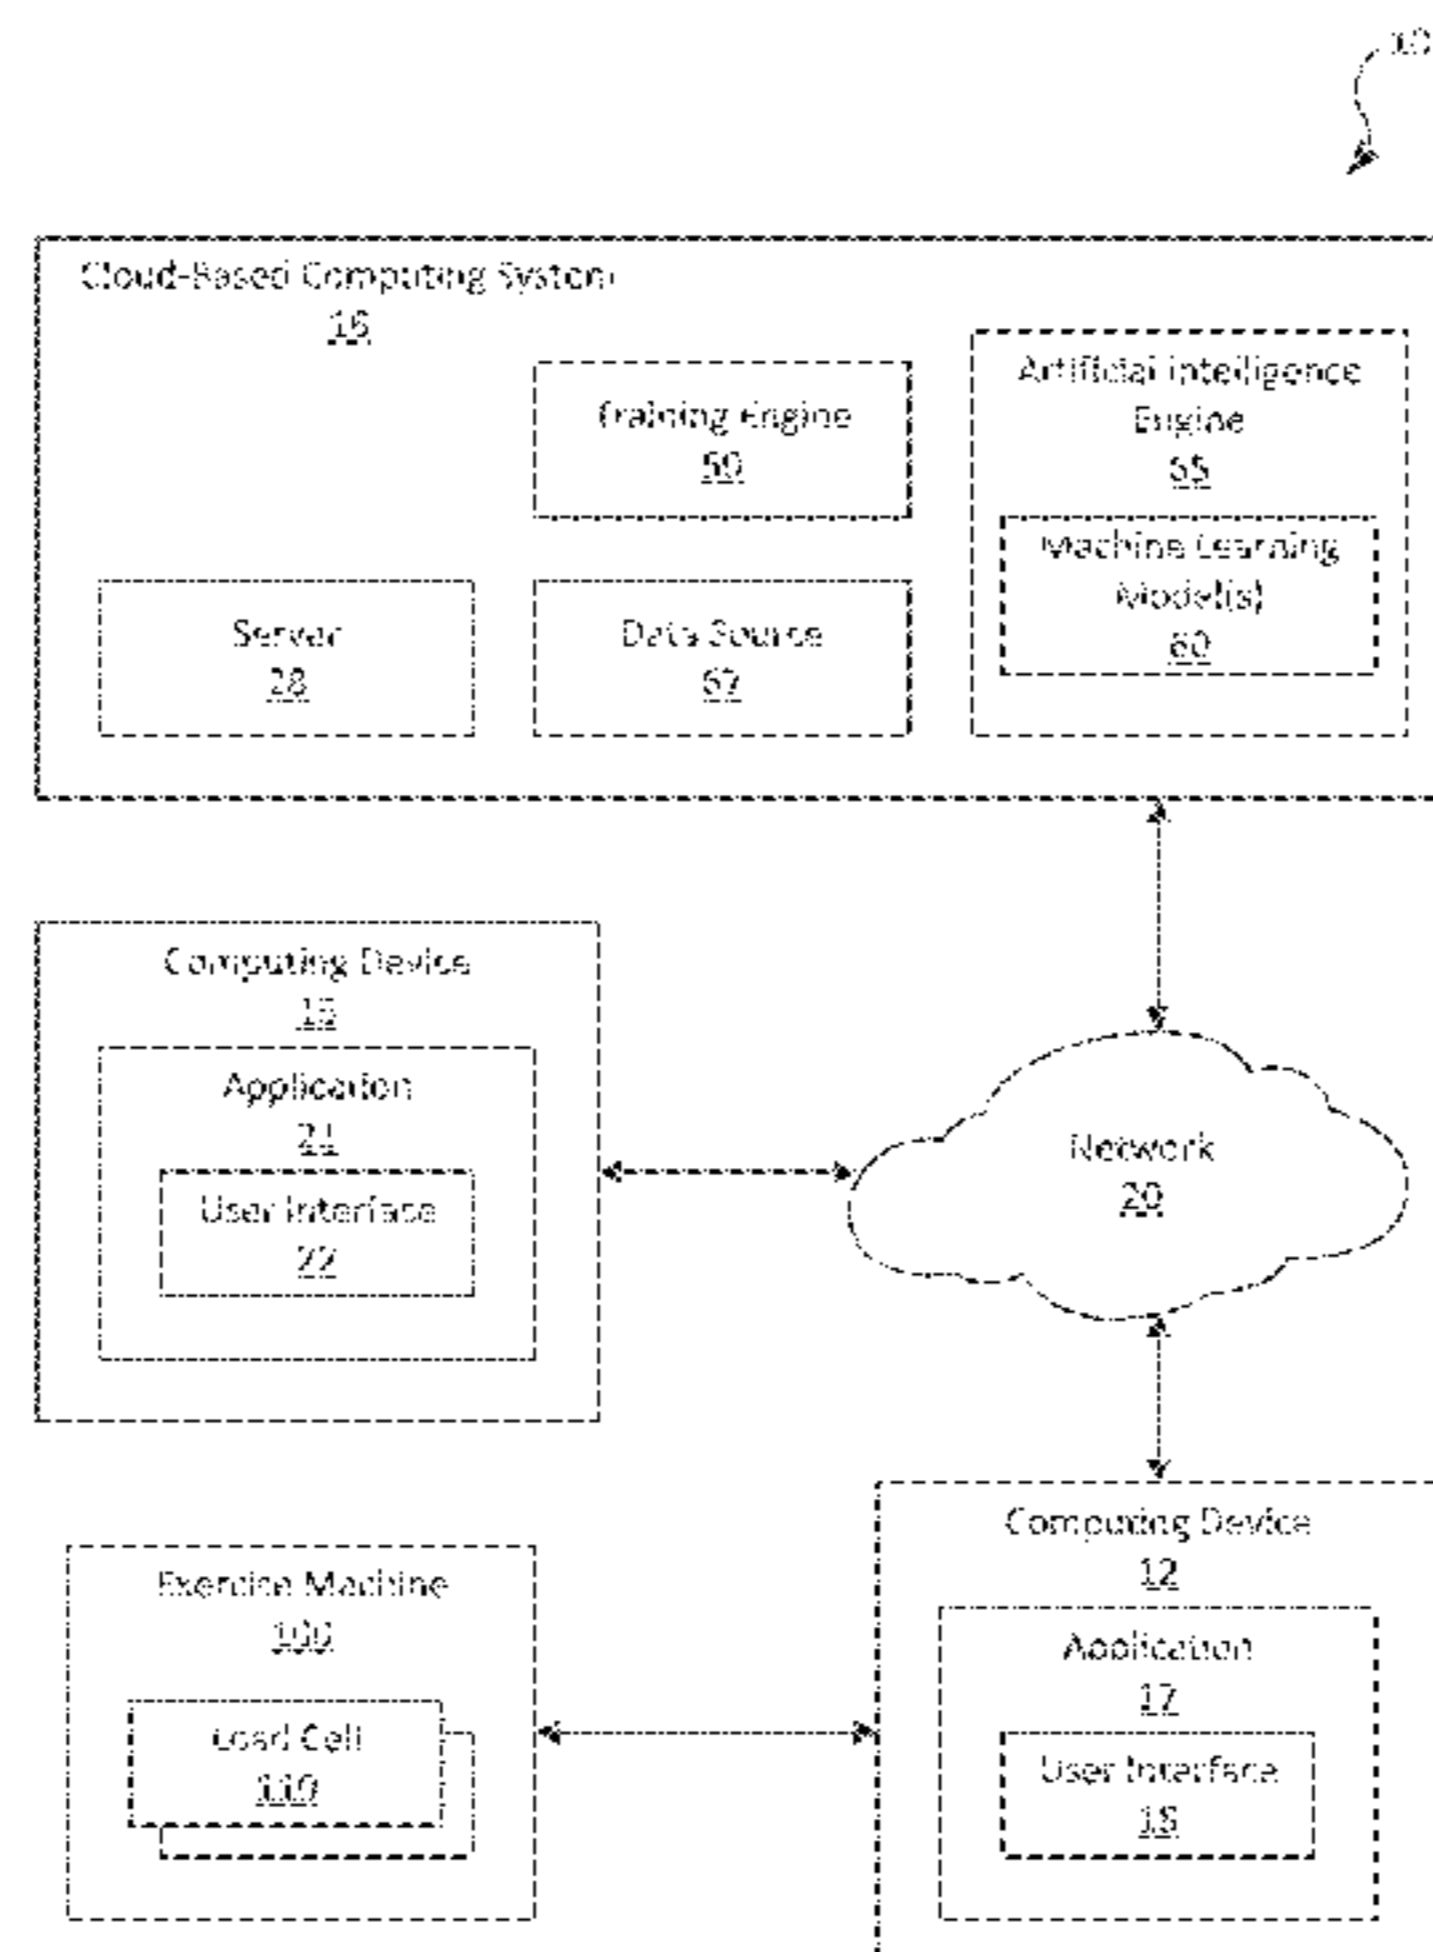 10
Cloud-Based Computing System
16
Training Engine
50
Artificial Intelligence
Engine
65
Machine Learning
Model(s)
60
Server
28
Data Source
67
Computing Device
15
Application
21
User Interface
22
Network
20
Computing Device
12
Application
17
User Interface
18
Exercise Machine
100
Load Cell
110